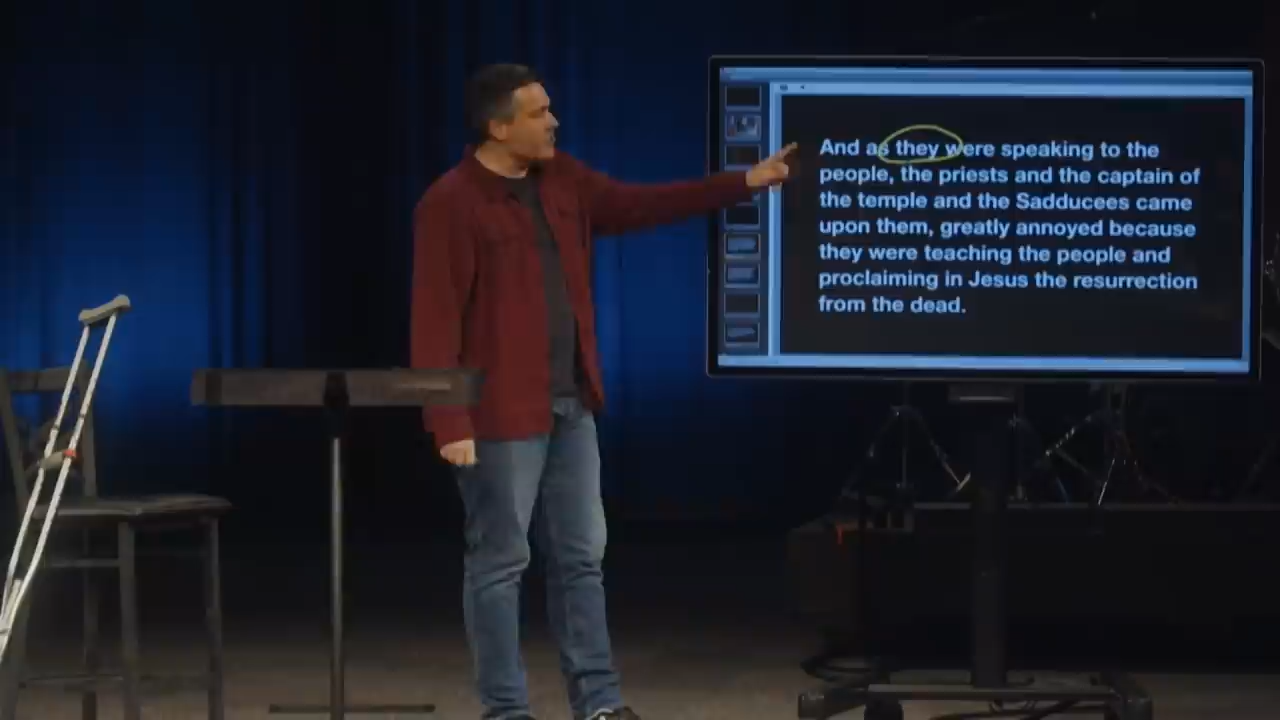 And as they were speaking to the
people, the priests and the captain of
the temple and the Sadducees came
upon them, greatly annoyed because
they were teaching the people and
proclaiming in Jesus the resurrection
from the dead.